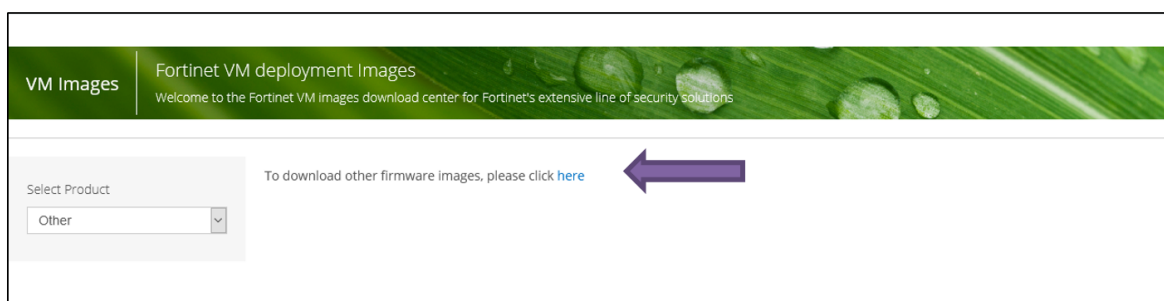 VM Images
Fortinet VM deployment Images
Welcome to the Fortinet VM images download center for Fortinet's extensive line of security solutions
Select Product
Other
To download other firmware images, please click here